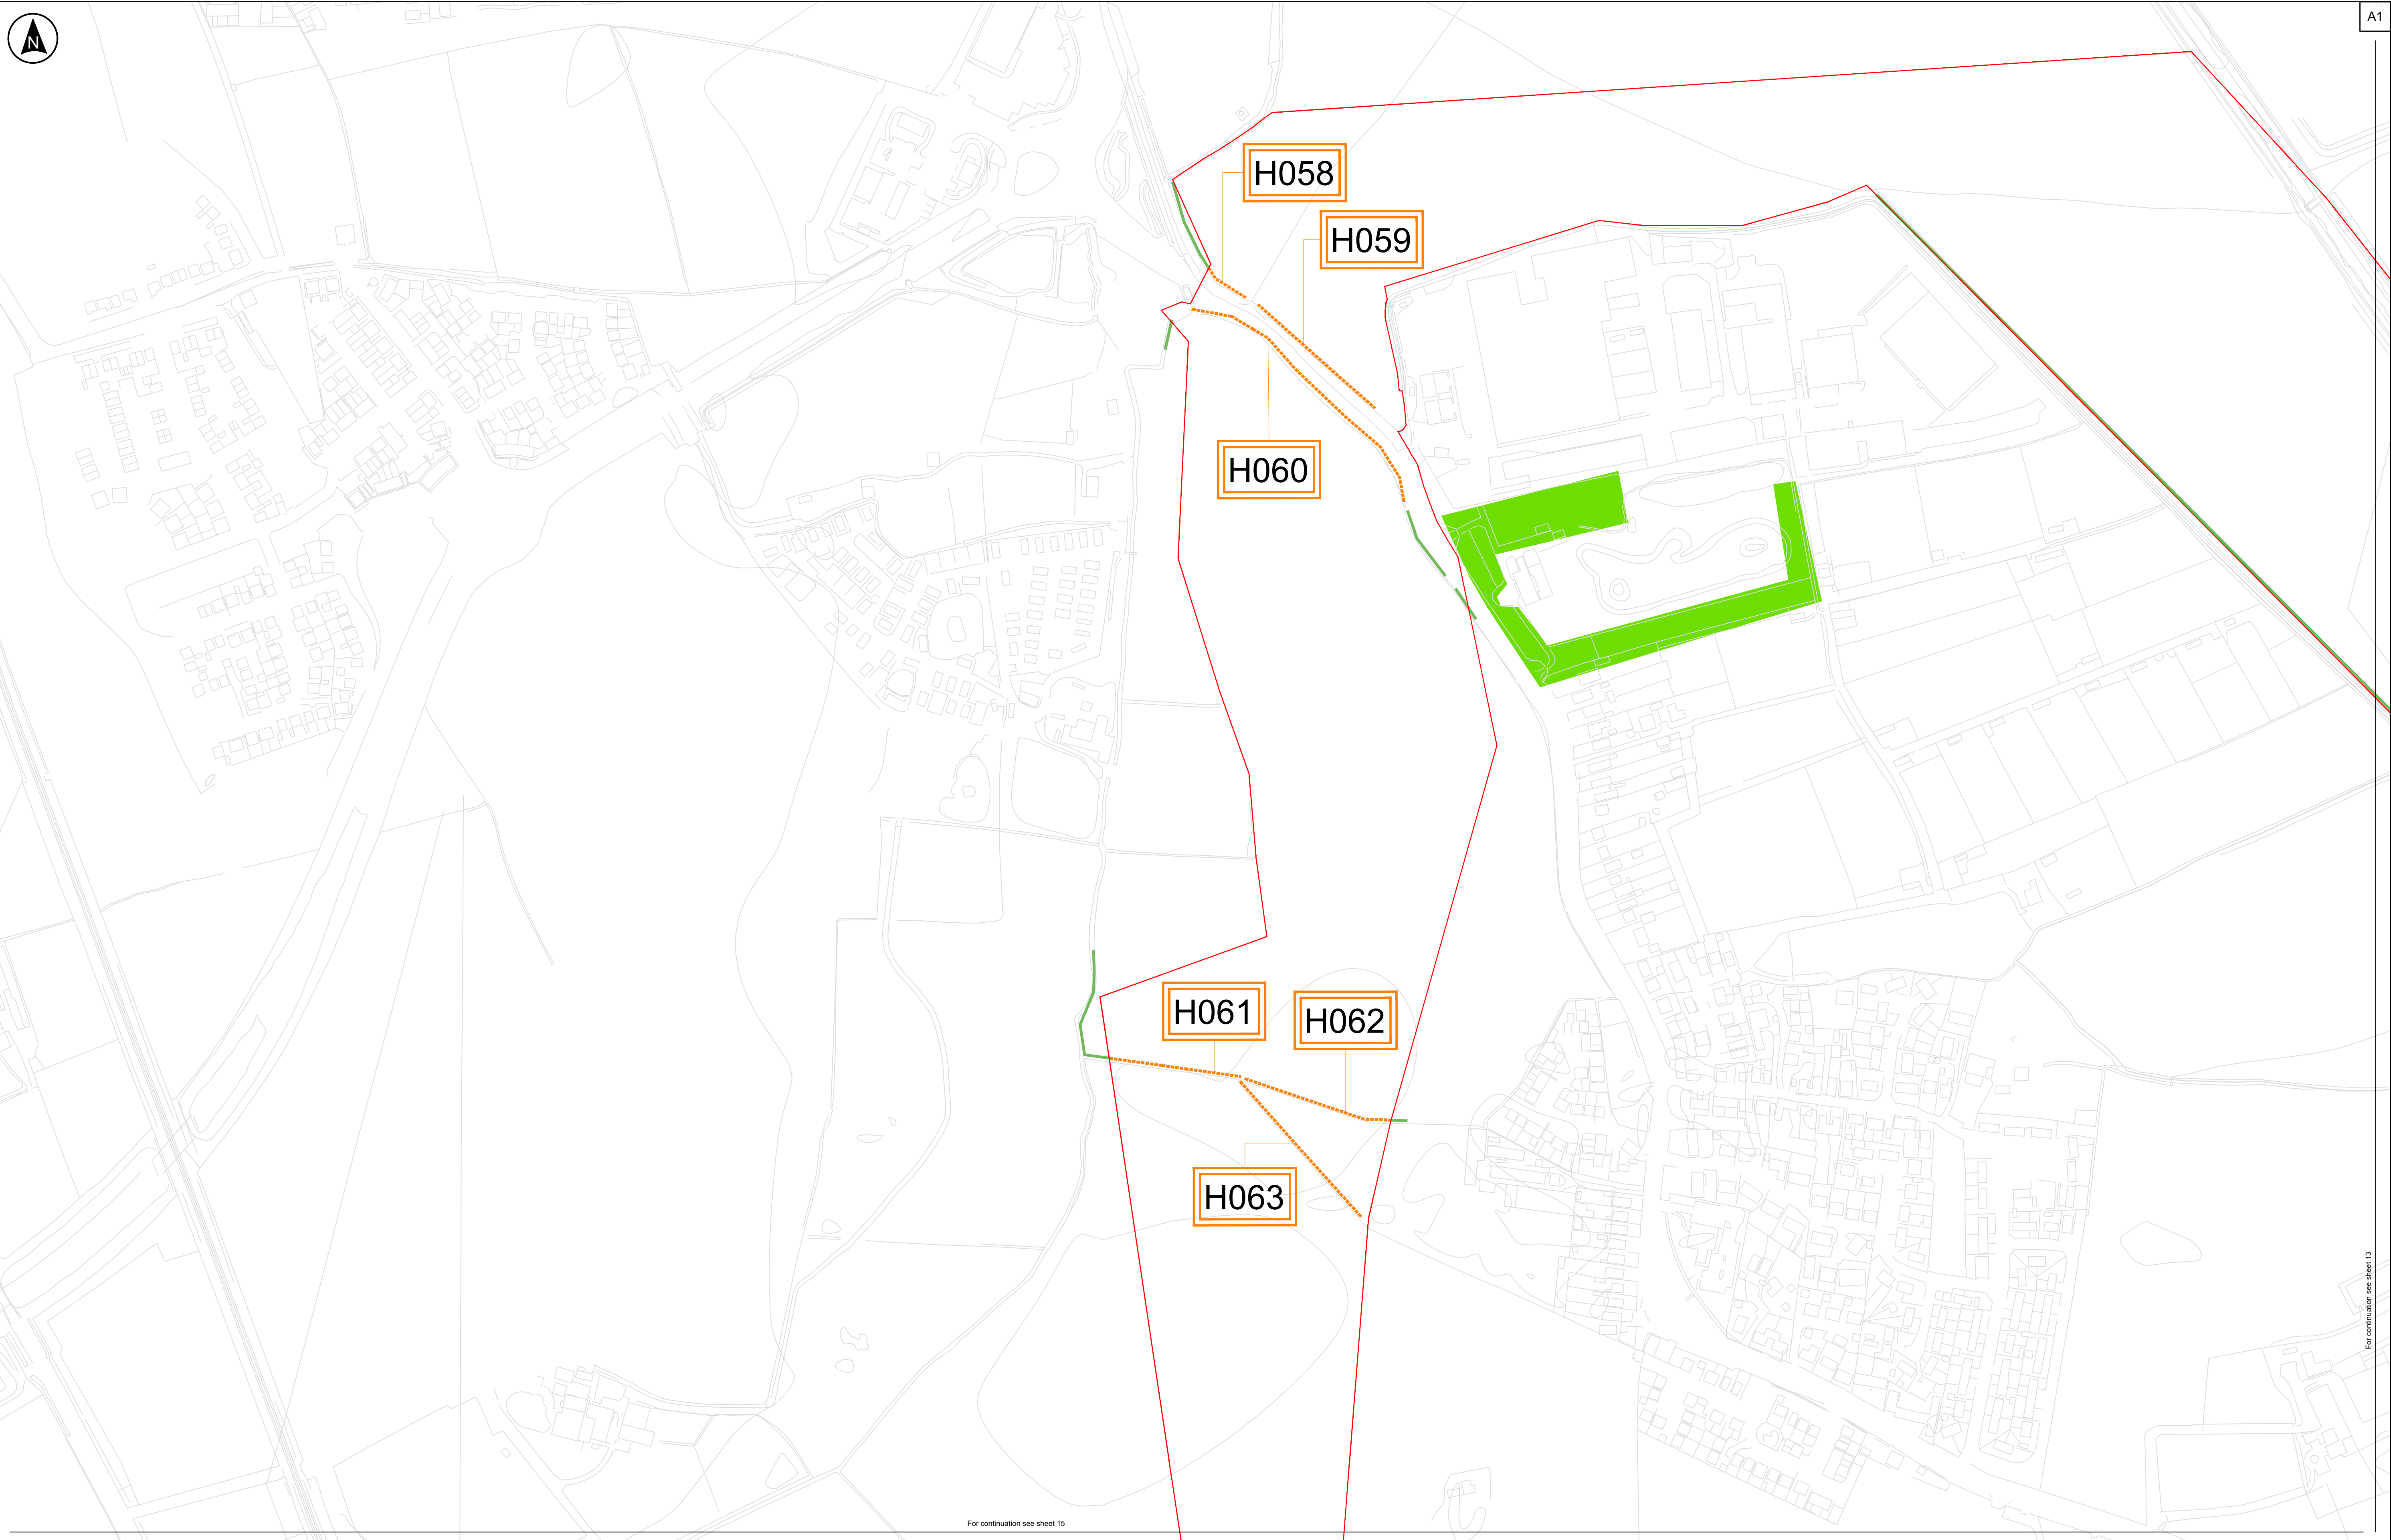 N
A1
H058
H059
H060
H061
H062
H063
For continuation see sheet 13
For continuation see sheet 15